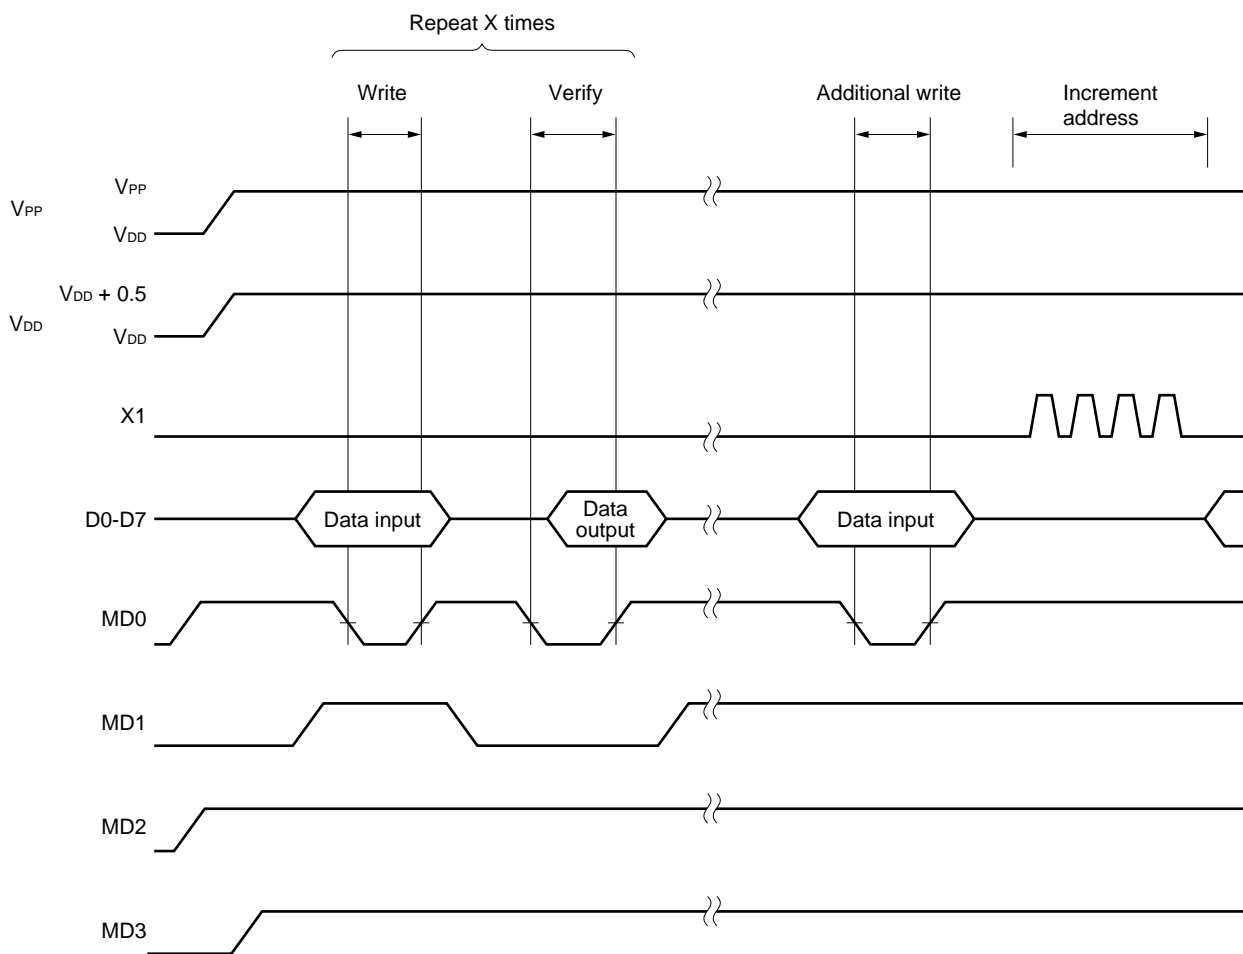 Repeat X times
Write
Verify
Additional write
Increment
address
VPP
VPP
VDD
VDD + 0.5
VDD
VDD
X1
D0-D7
Data input
Data
output
Data input
MD0
MD1
MD2
MD3